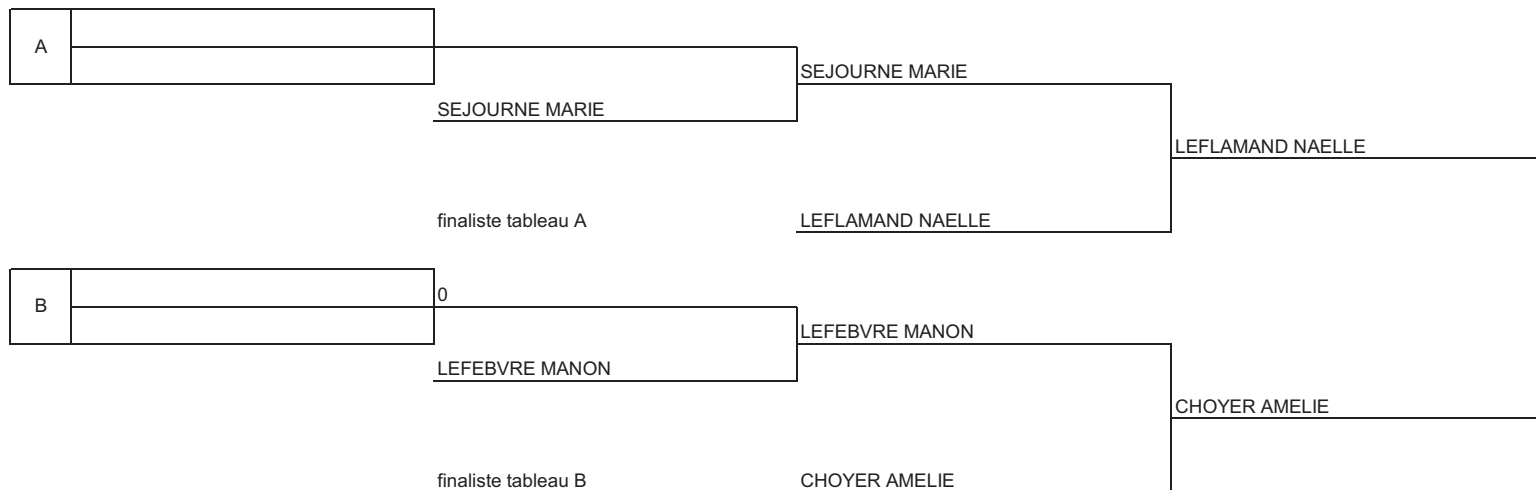 A
SEJOURNE MARIE
SEJOURNE MARIE
LEFLAMAND NAELLE
finaliste tableau A
LEFLAMAND NAELLE
B
0
LEFEBVRE MANON
LEFEBVRE MANON
CHOYER AMELIE
finaliste tableau B
CHOYER AMELIE